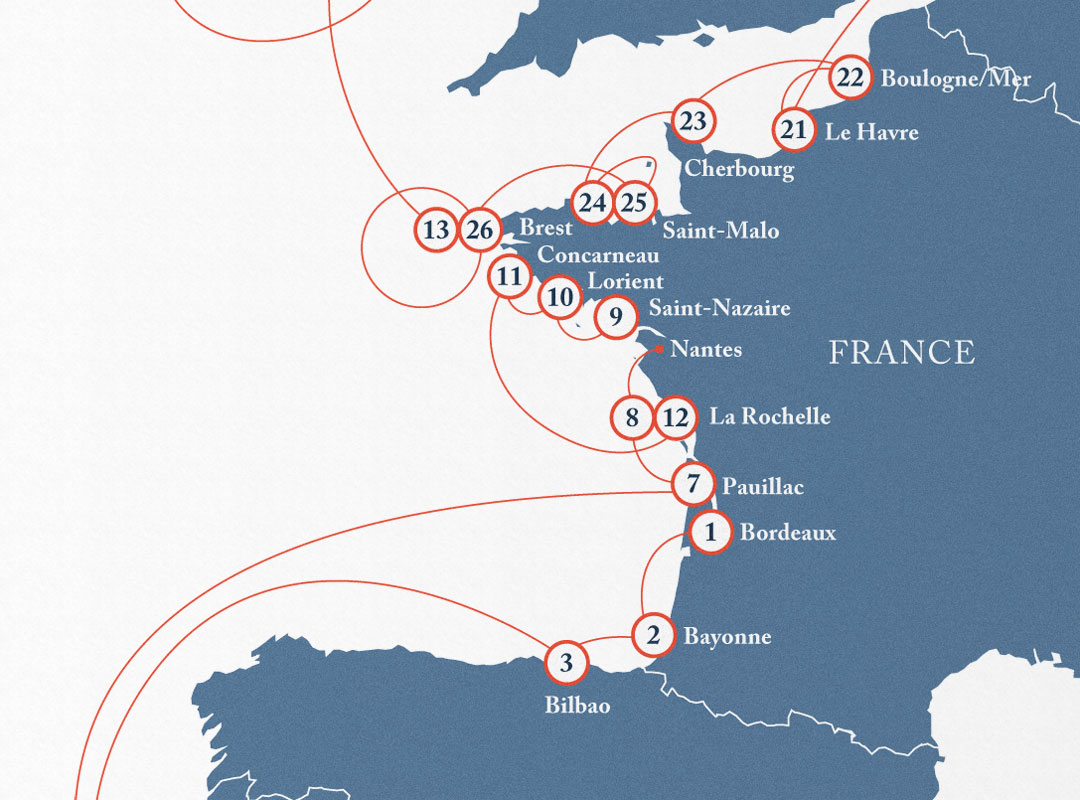 22 Boulogne/Mer
23
21 Le Havre
Cherbourg
24 25
13 26 Brest Saint-Malo
Concarneau
11
Lorient
10
9 Saint-Nazaire
Nantes
FRANCE
8 12 La Rochelle
7 Pauillac
1 Bordeaux
2 Bayonne
3
Bilbao